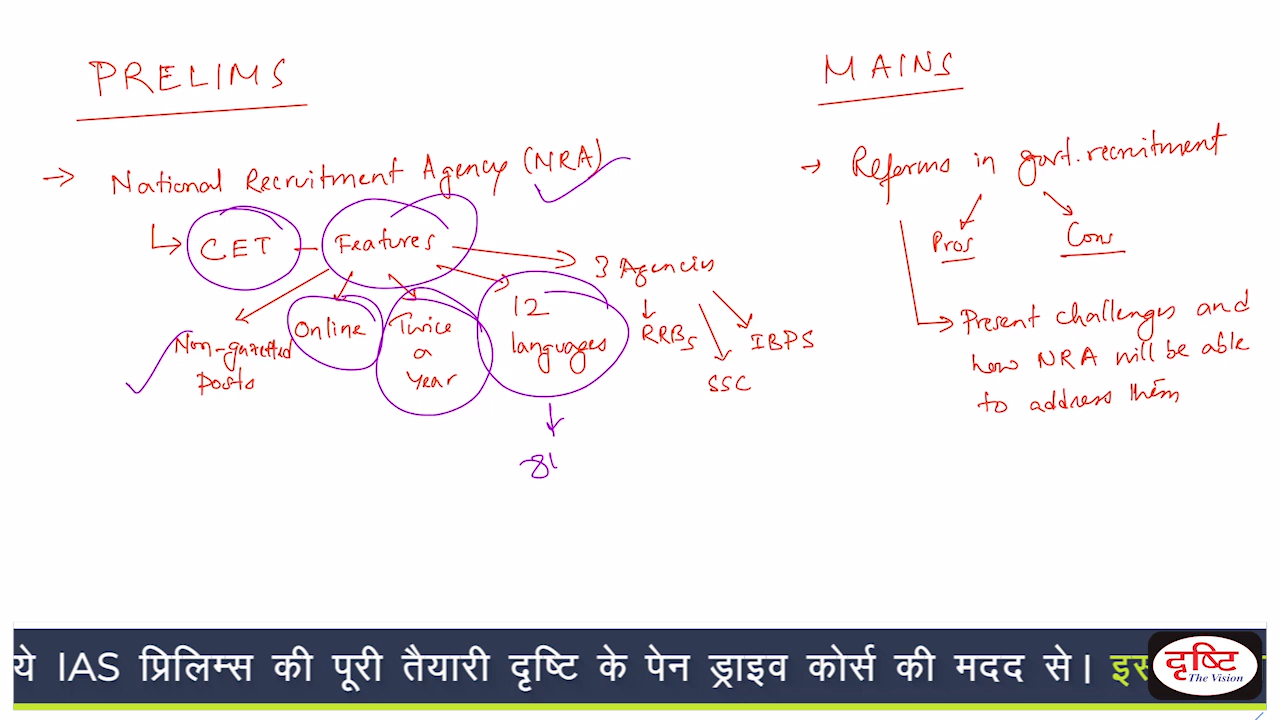 PRELIMS
→ National Recruitment Agency (NRA)
CET – Features
Non-gazetted
Posts
Online
Twice
a
Year
12
languages
3 Agencies
RRBs
SSC
IBPS
MAINS
→ Reforms in govt. recruitment
Pros
Cons
Present challenges and
how NRA will be able
to address them
ये IAS प्रिलिम्स की पूरी तैयारी दृष्टि के पेन ड्राइव कोर्स की मदद से। इस
दृष्टि
The Vision